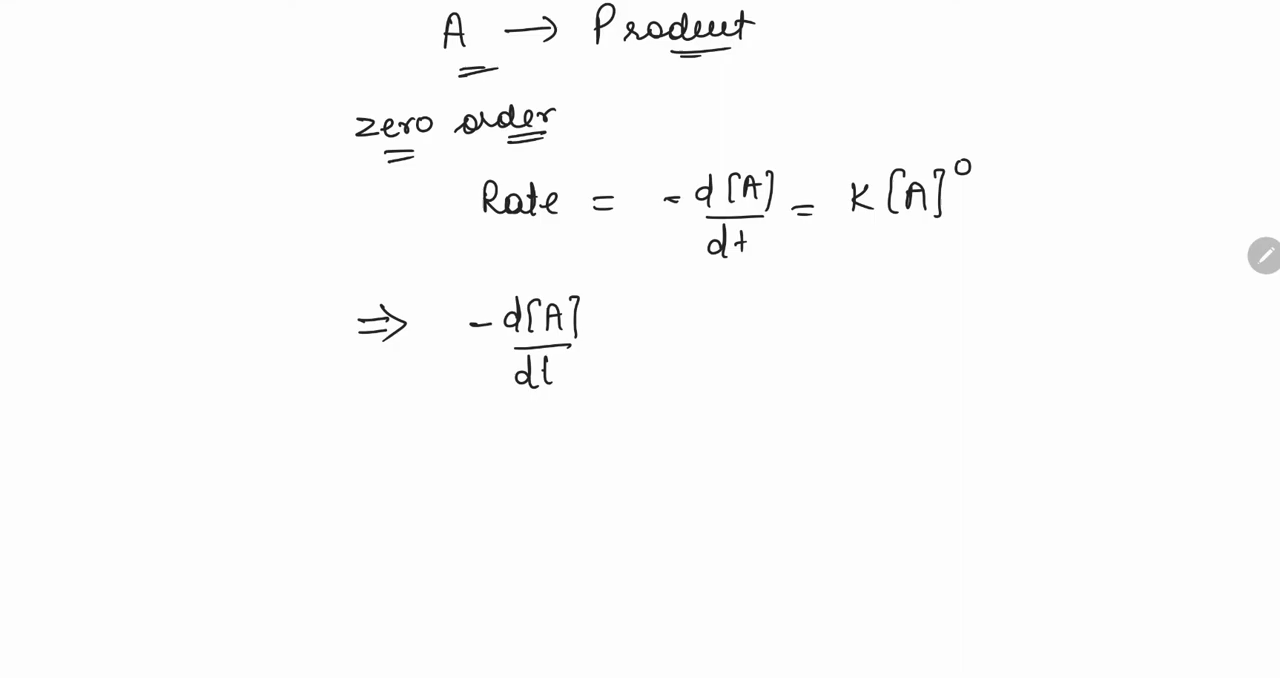 A → Product
zero order
Rate = - d[A]/dt = K[A]⁰
⇒ - d[A]/dt